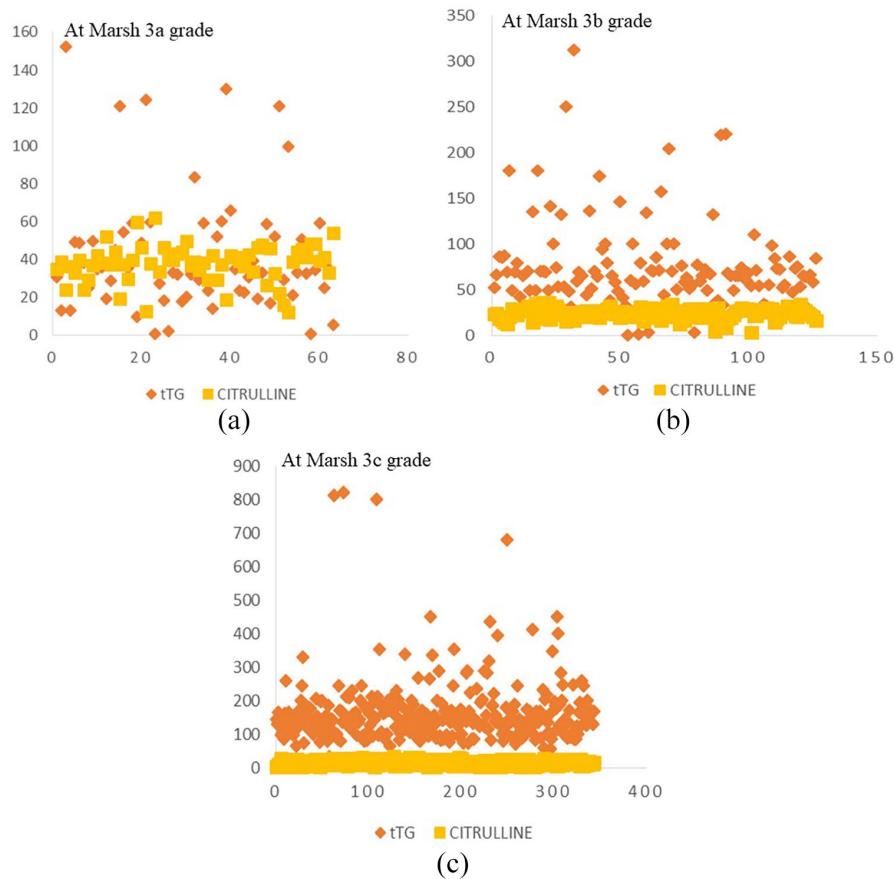 At Marsh 3a grade
160
140
120
100
80
60
40
20
0
0 20 40 60 80
tTG CITRULLINE
(a)
At Marsh 3b grade
350
300
250
200
150
100
50
0
0 50 100 150
tTG CITRULLINE
(b)
At Marsh 3c grade
900
800
700
600
500
400
300
200
100
0
0 100 200 300 400
tTG CITRULLINE
(c)